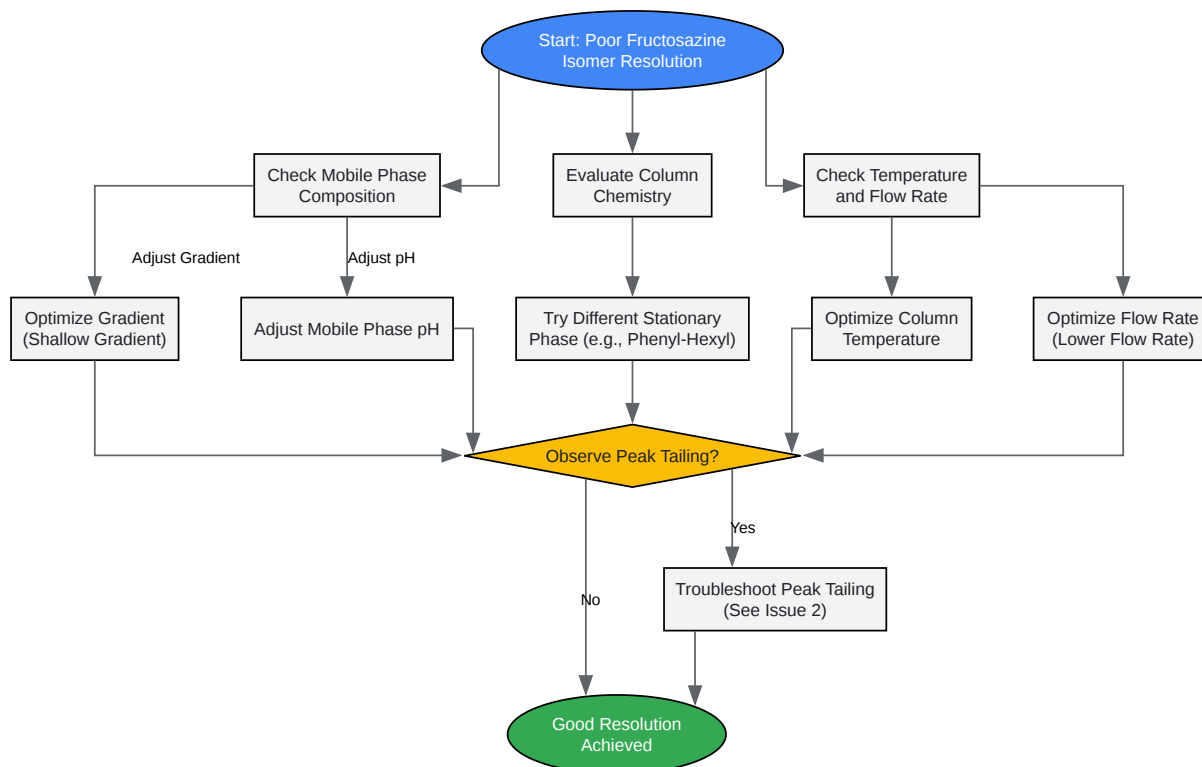 Start: Poor Fructosazine
Isomer Resolution
Check Mobile Phase
Composition
Evaluate Column
Chemistry
Check Temperature
and Flow Rate
Adjust Gradient
Adjust pH
Optimize Gradient
(Shallow Gradient)
Adjust Mobile Phase pH
Try Different Stationary
Phase (e.g., Phenyl-Hexyl)
Optimize Column
Temperature
Optimize Flow Rate
(Lower Flow Rate)
Observe Peak Tailing?
Yes
Troubleshoot Peak Tailing
(See Issue 2)
No
Good Resolution
Achieved